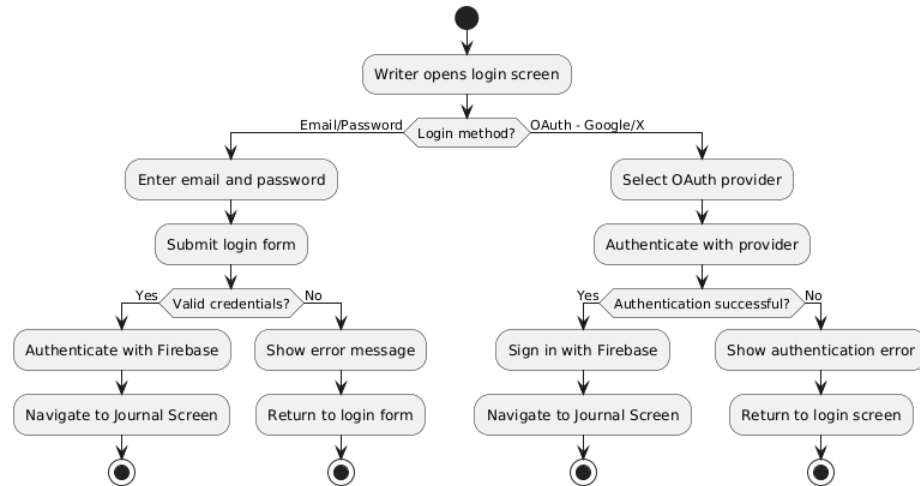 Writer opens login screen
Email/Password
Login method?
OAuth - Google/X
Enter email and password
Select OAuth provider
Submit login form
Authenticate with provider
Yes
Valid credentials?
No
Yes
Authentication successful?
No
Authenticate with Firebase
Show error message
Sign in with Firebase
Show authentication error
Navigate to Journal Screen
Return to login form
Navigate to Journal Screen
Return to login screen